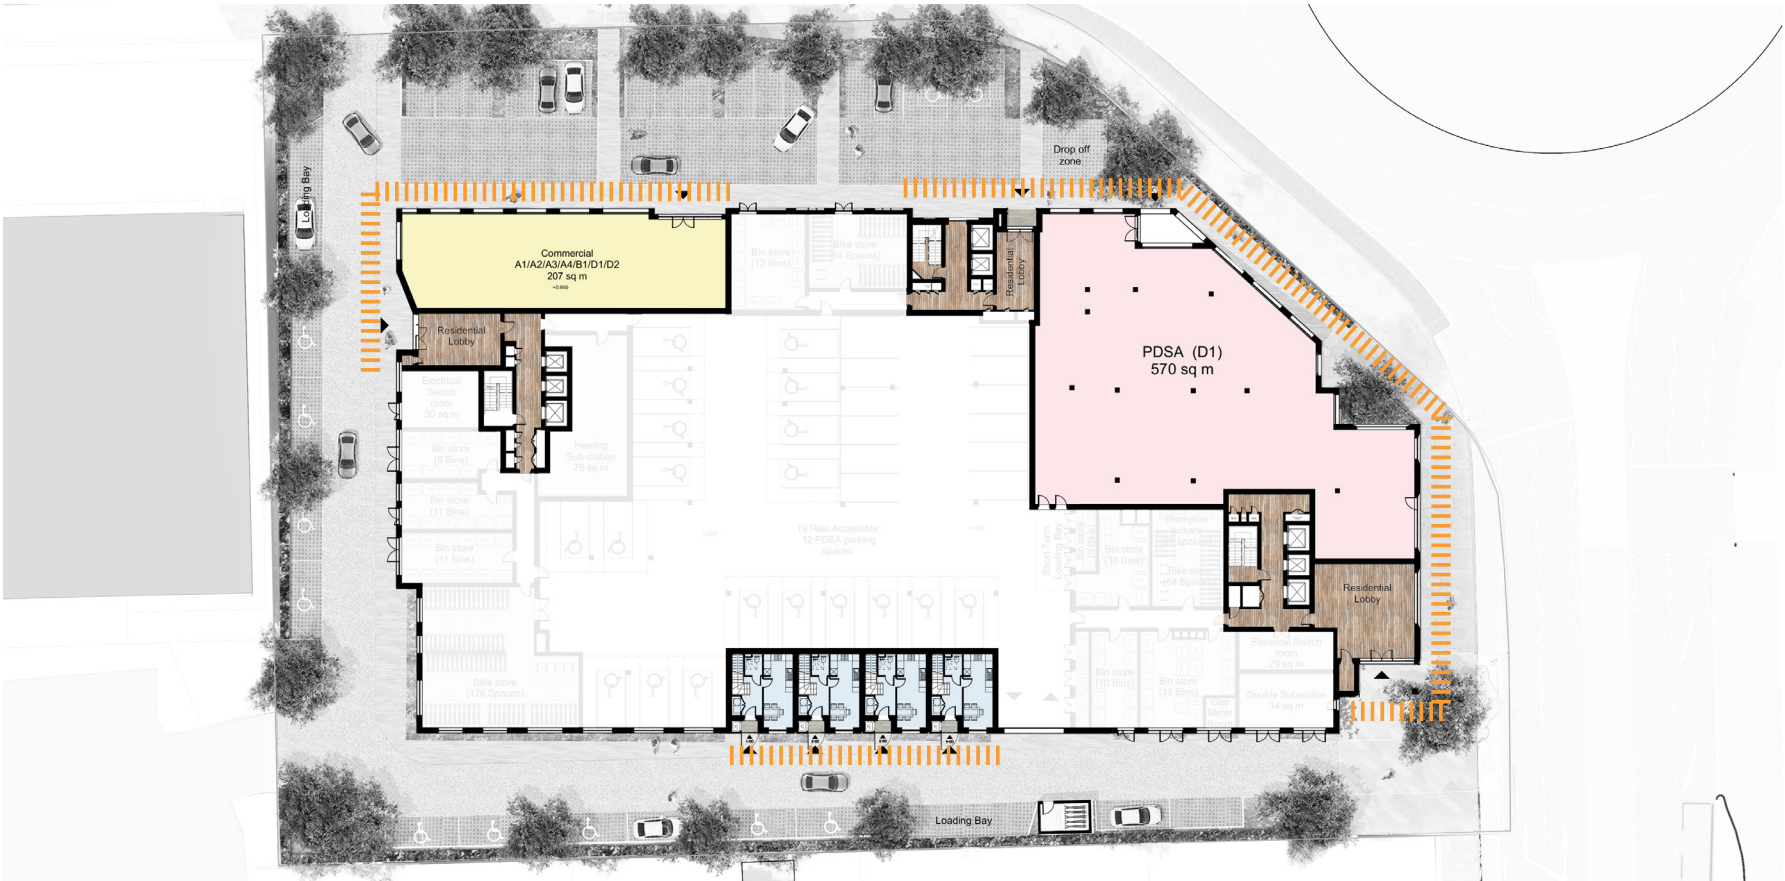 Drop off
zone
Loading Bay
Commercial
A1/A2/A3/A4/B1/D1/D2
207 sq m
+0.950
Bin store
(13 Bins)
Bike store
(64 Spaces)
Residential
Lobby
PDSA (D1)
570 sq m
Residential
Lobby
Electrical
Switch
room
30 sq m
Bin store
(9 Bins)
Heating
Sub-station
76 sq m
Bin store
(11 Bins)
Bin store
(11 Bins)
19 Resi Accessible
12 PDSA parking
spaces
Short Term
Loading Bay
Bin store
(10 Bins)
Bike store
(64 Spaces)
Residential
Lobby
Electrical Switch
room
29 sq m
Bike store
(176 Spaces)
Bin store
(10 Bins)
Bin store
(15 Bins)
Gas
Meter
Double Substation
34 sq m
Loading Bay